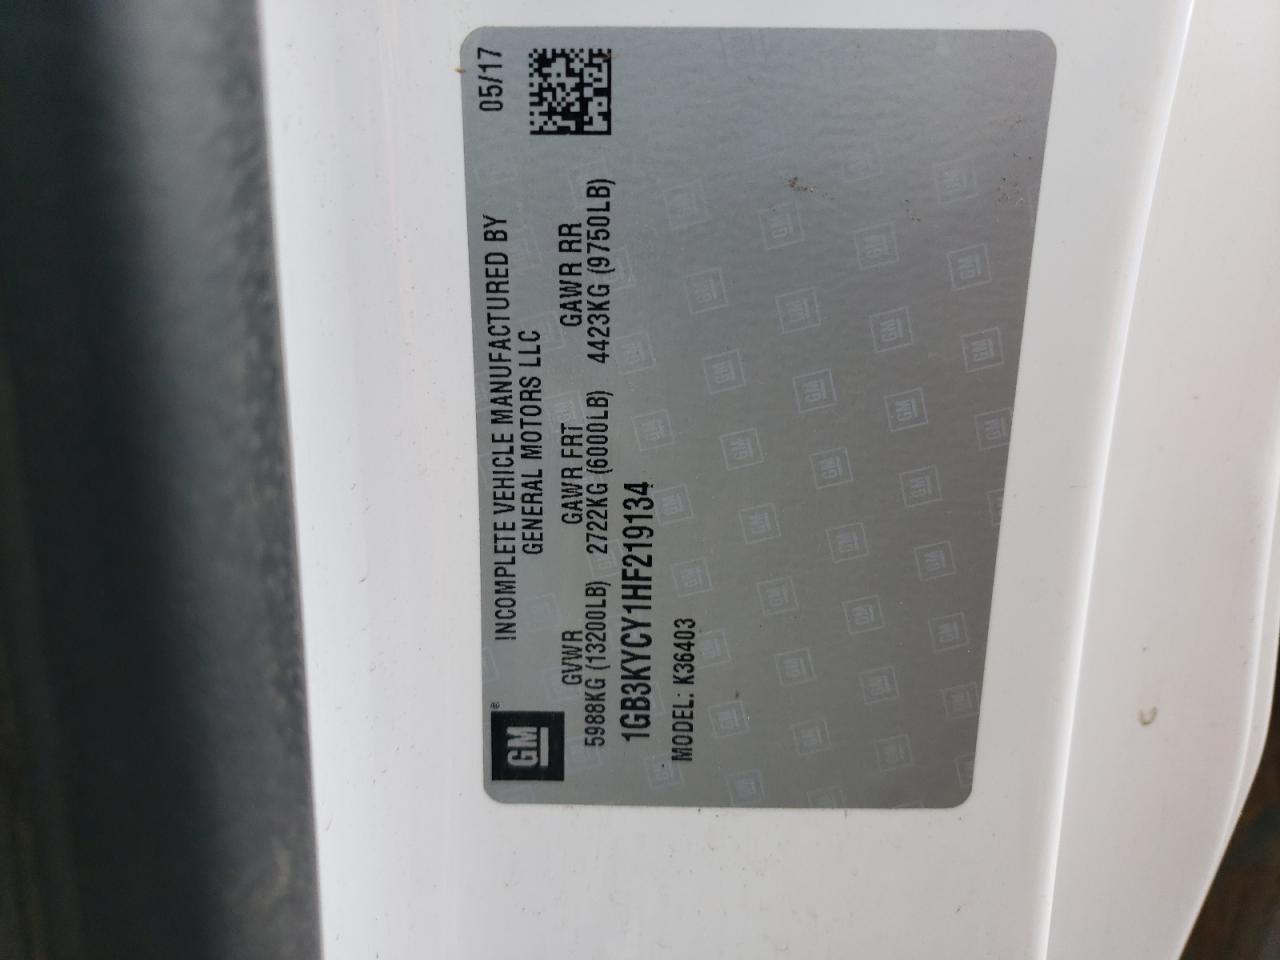 GM®
INCOMPLETE VEHICLE MANUFACTURED BY 05/17
GENERAL MOTORS LLC
GVWR GAWR FRT GAWR RR
5988KG (13200LB) 2722KG (6000LB) 4423KG (9750LB)
1GB3KYCY1HF219134
MODEL: K36403